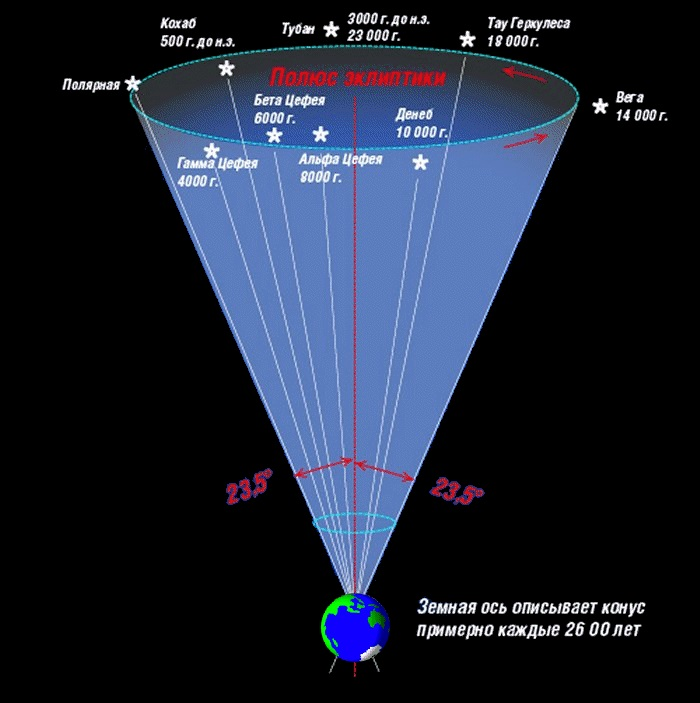 Кохаб
500 г. до н.э.
Тубан
3000 г. до н.э.
23 000 г.
Тау Геркулеса
18 000 г.
Полярная
Полюс эклиптики
Вега
14 000 г.
Бета Цефея
6000 г.
Денеб
10 000 г.
Гамма Цефея
4000 г.
Альфа Цефея
8000 г.
23,5°
23,5°
Земная ось описывает конус
примерно каждые 26 00 лет